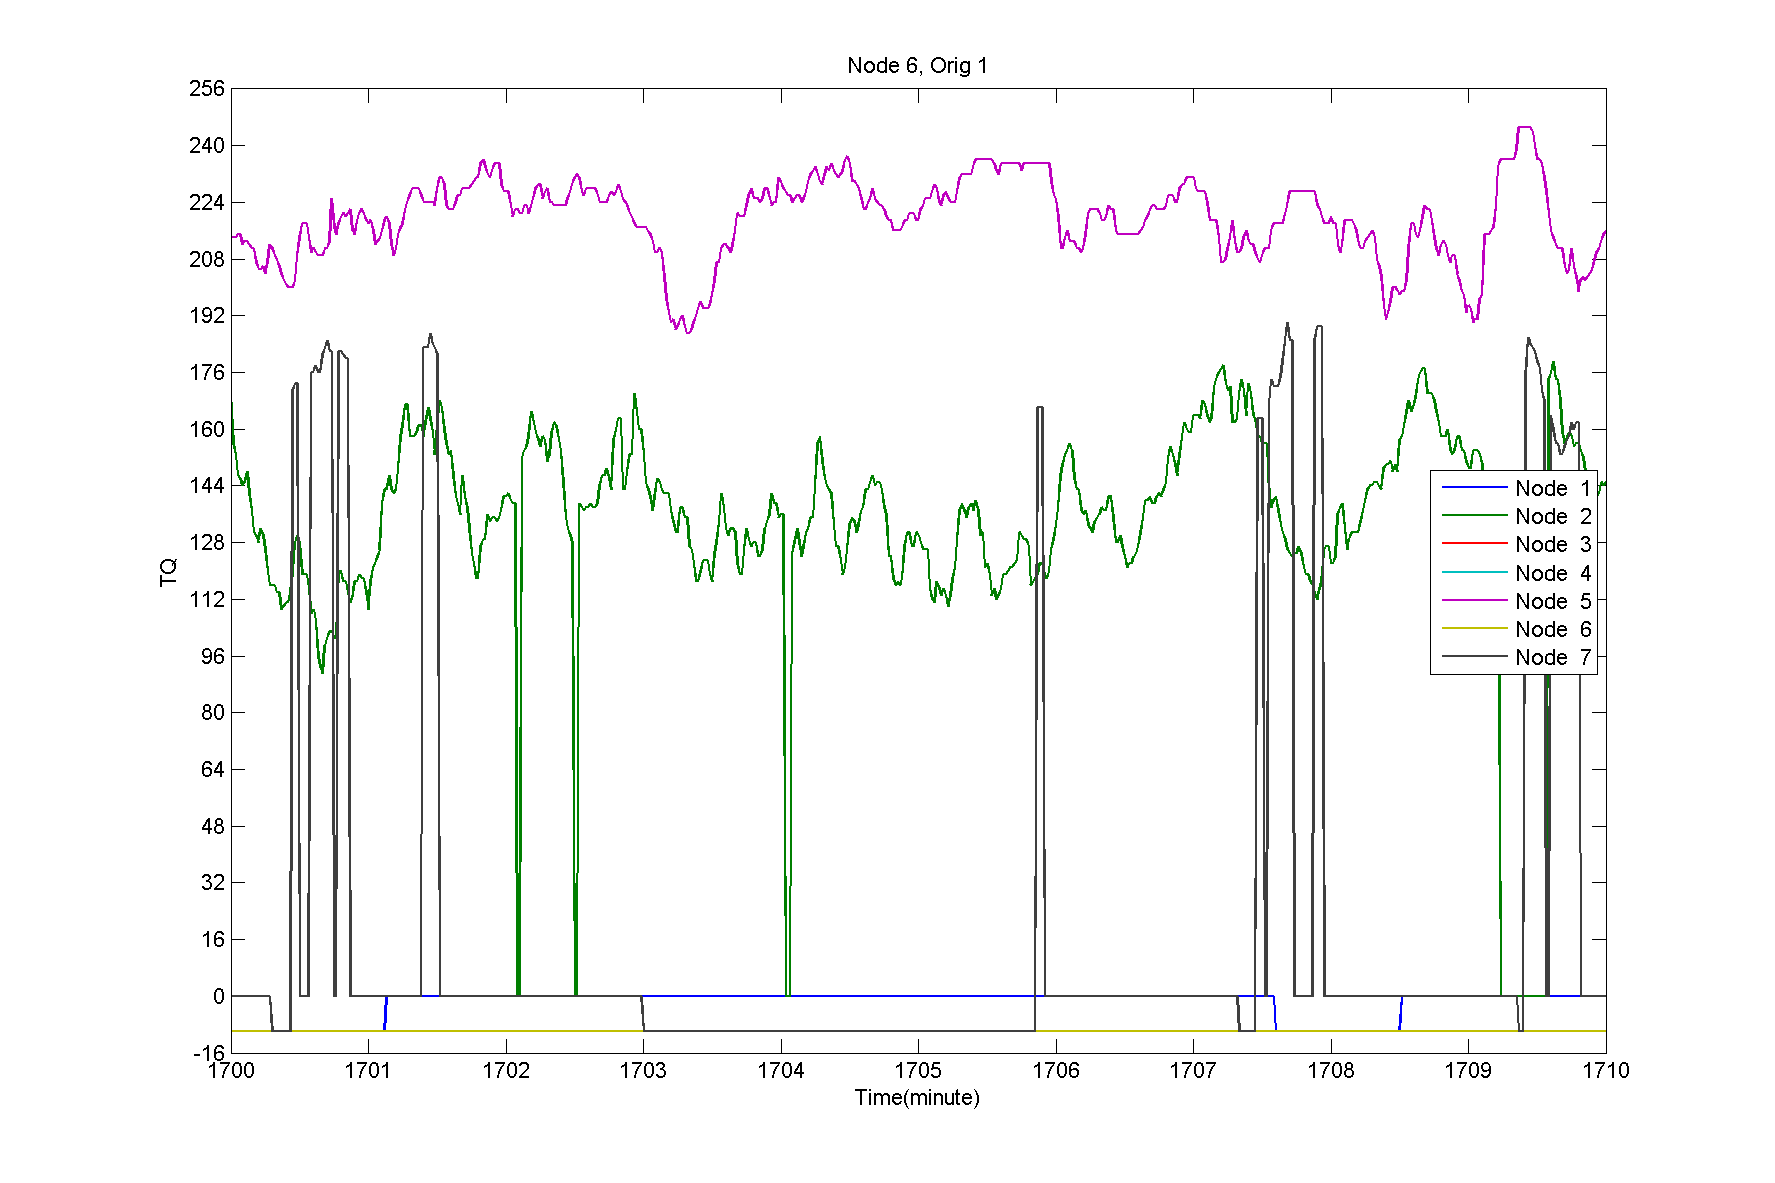 Node 6, Orig 1
256
240
224
208
192
176
160
144
128
112
96
80
64
48
32
16
0
-16
TQ
Node 1
Node 2
Node 3
Node 4
Node 5
Node 6
Node 7
1700 1701 1702 1703 1704 1705 1706 1707 1708 1709 1710
Time(minute)